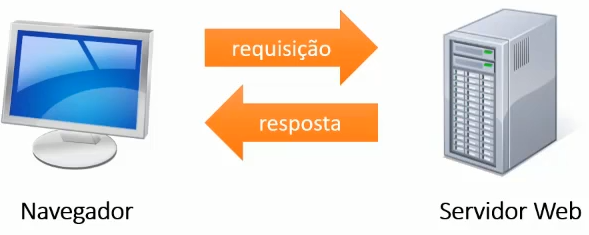 requisição
resposta
Navegador
Servidor Web